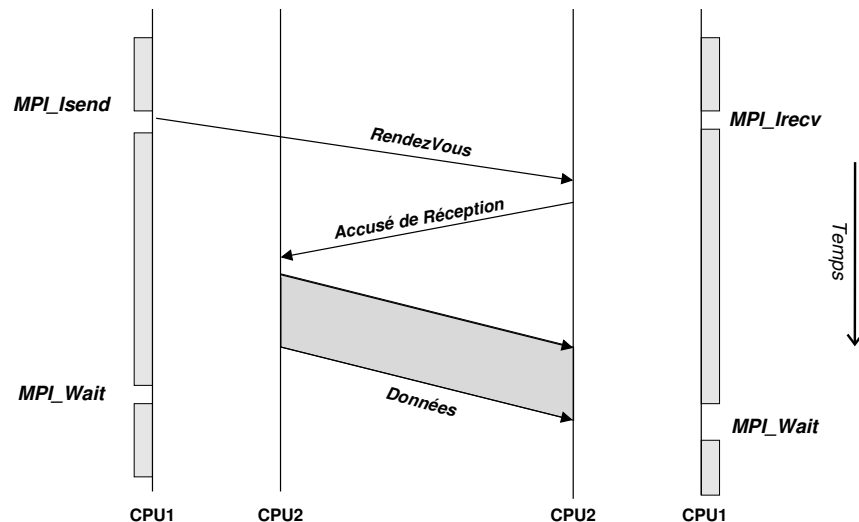 MPI_Isend
MPI_Irecv
RendezVous
Accusé de Réception
Temps
MPI_Wait
Données
MPI_Wait
CPU1
CPU2
CPU2
CPU1